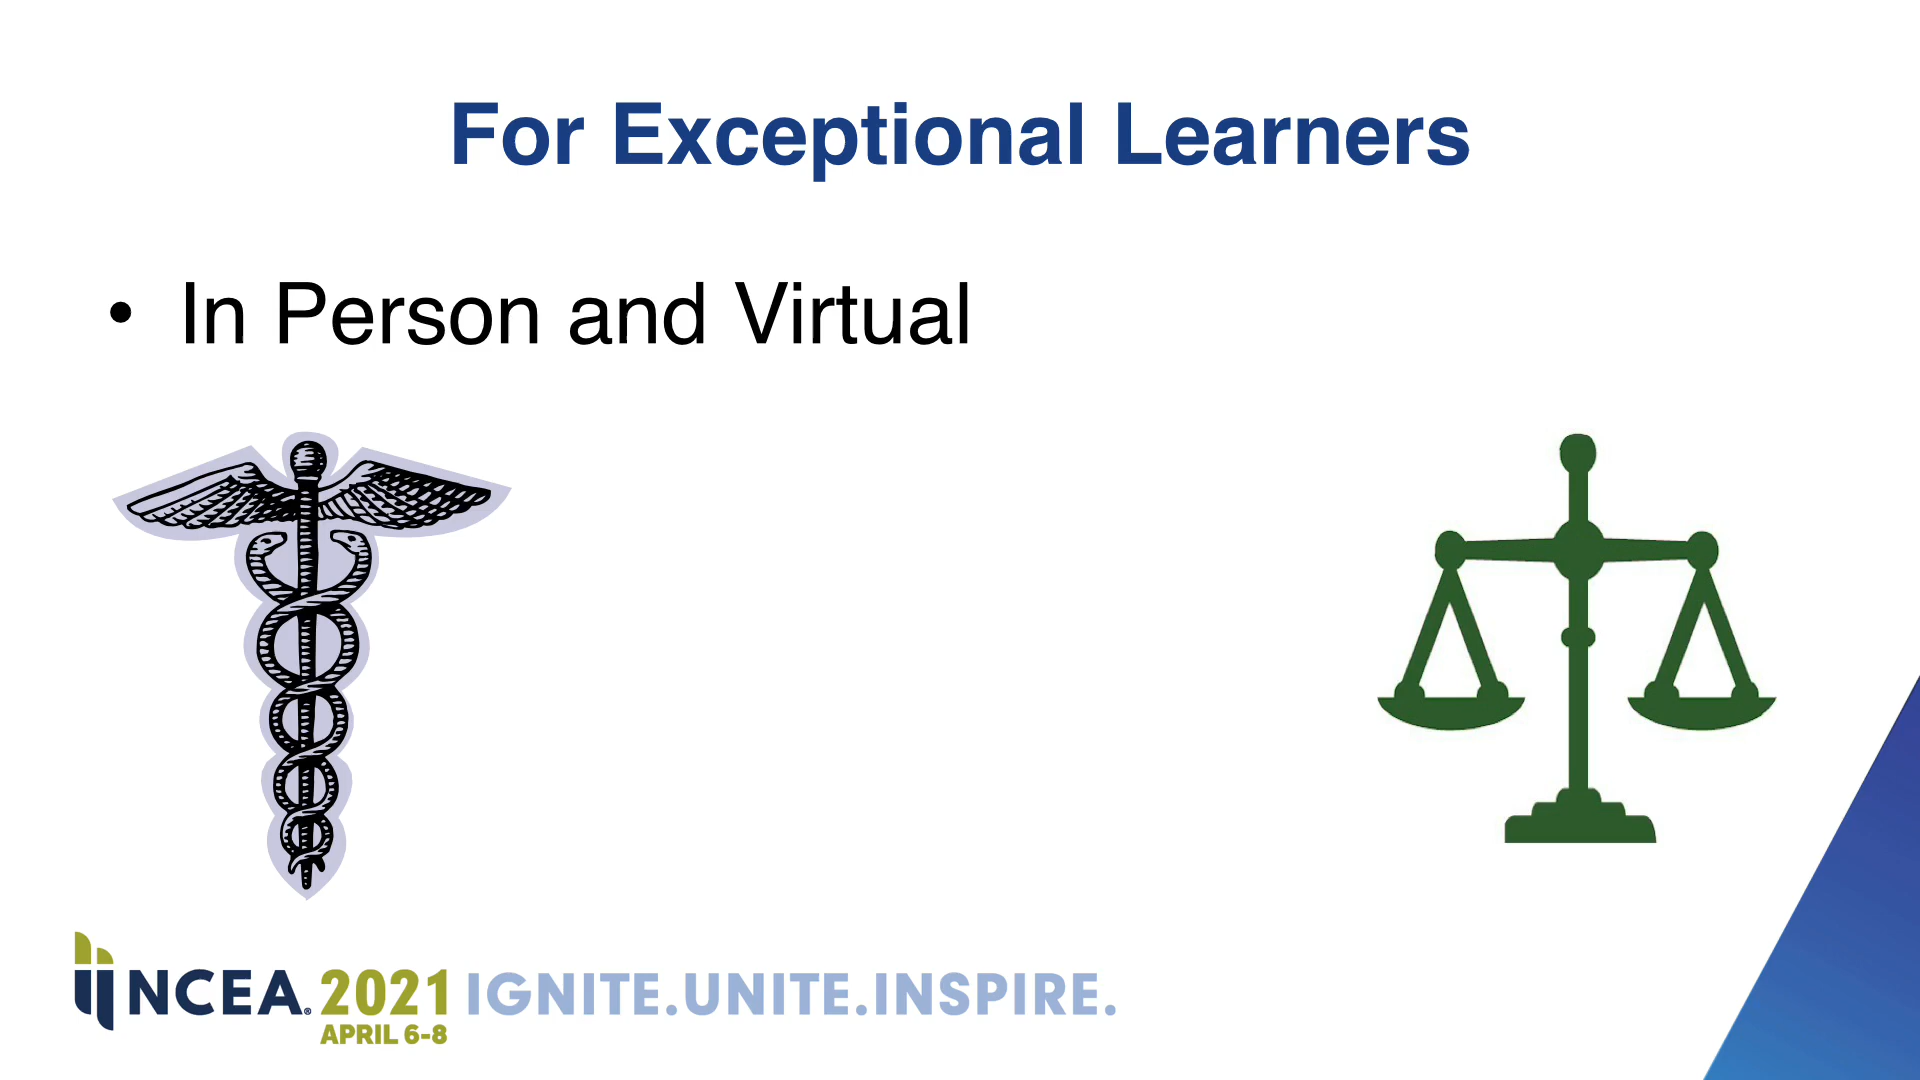 For Exceptional Learners
• In Person and Virtual
NCEA® 2021 IGNITE.UNITE.INSPIRE.
APRIL 6-8